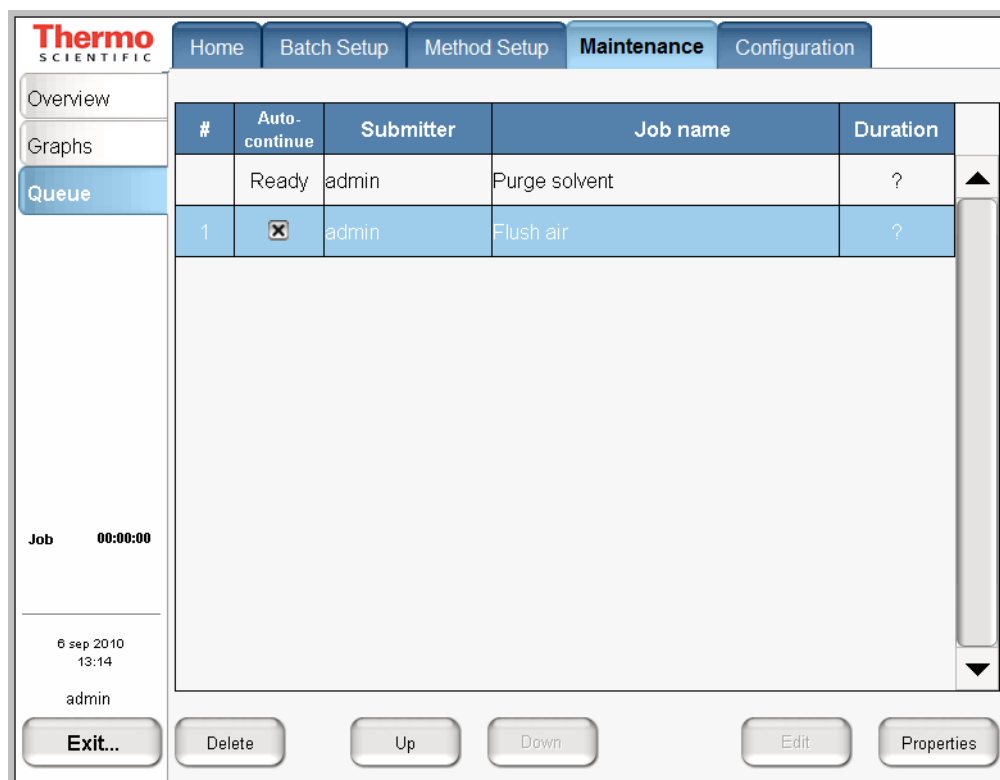 Thermo
SCIENTIFIC
Home Batch Setup Method Setup Maintenance Configuration
Overview
Graphs
Queue
# Auto-continue Submitter Job name Duration
Ready admin Purge solvent ?
1 admin Flush air ?
Job 00:00:00
6 sep 2010
13:14
admin
Exit... Delete Up Down Edit Properties